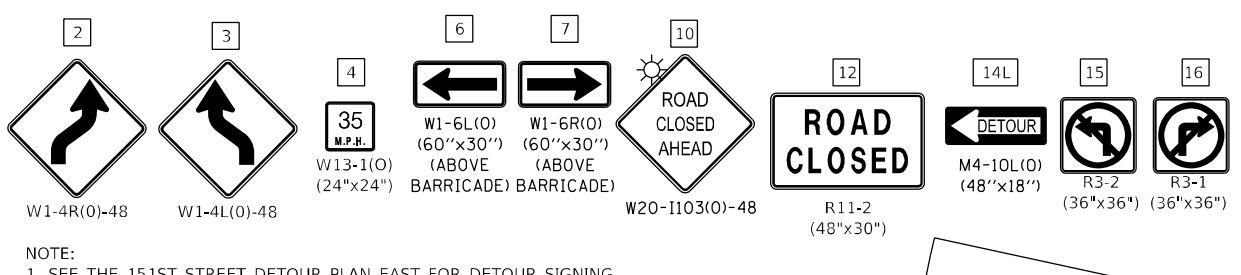 2
3
4
6
7
10
12
14L
15
16
35
M.P.H.
ROAD
CLOSED
AHEAD
ROAD
CLOSED
DETOUR
W1-4R(0)-48
W1-4L(0)-48
W13-1(O)
(24"x24")
W1-6L(O)
(60''x30'')
(ABOVE
BARRICADE)
W1-6R(O)
(60''x30'')
(ABOVE
BARRICADE)
W20-I103(0)-48
R11-2
(48"x30")
M4-10L(O)
(48''x18'')
R3-2
(36"x36")
R3-1
(36"x36")
NOTE:
1. SEE THE 151ST STREET DETOUR PLAN EAST FOR DETOUR SIGNING